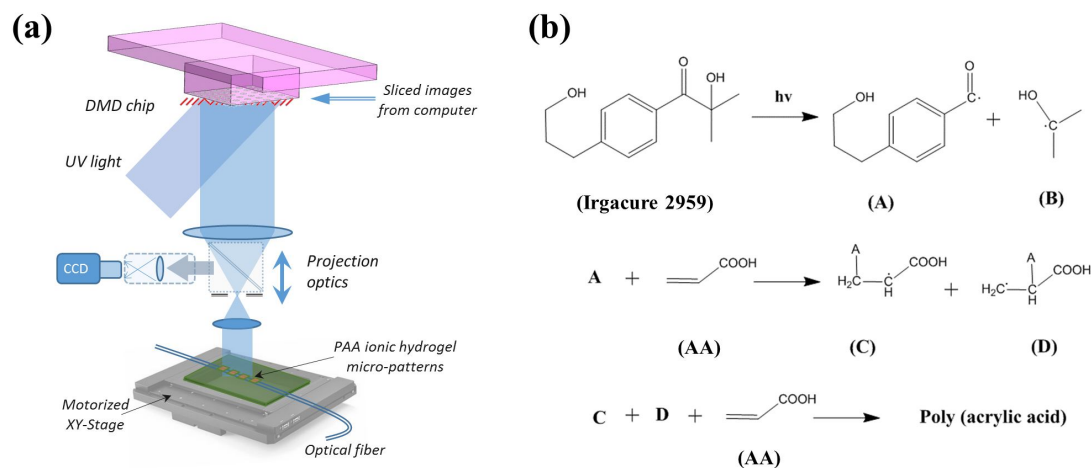 (a)
DMD chip
Sliced images
from computer
UV light
CCD
Projection
optics
PAA ionic hydrogel
micro-patterns
Motorized
XY-Stage
Optical fiber
(b)
OH
O
OH
hv
OH
O
C·
+
HO
·C
(Irgacure 2959)
(A)
(B)
A
+
COOH
A
H₂C
COOH
Ċ
H
+
A
H₂C·
COOH
C
H
(AA)
(C)
(D)
C + D +
COOH
Poly (acrylic acid)
(AA)